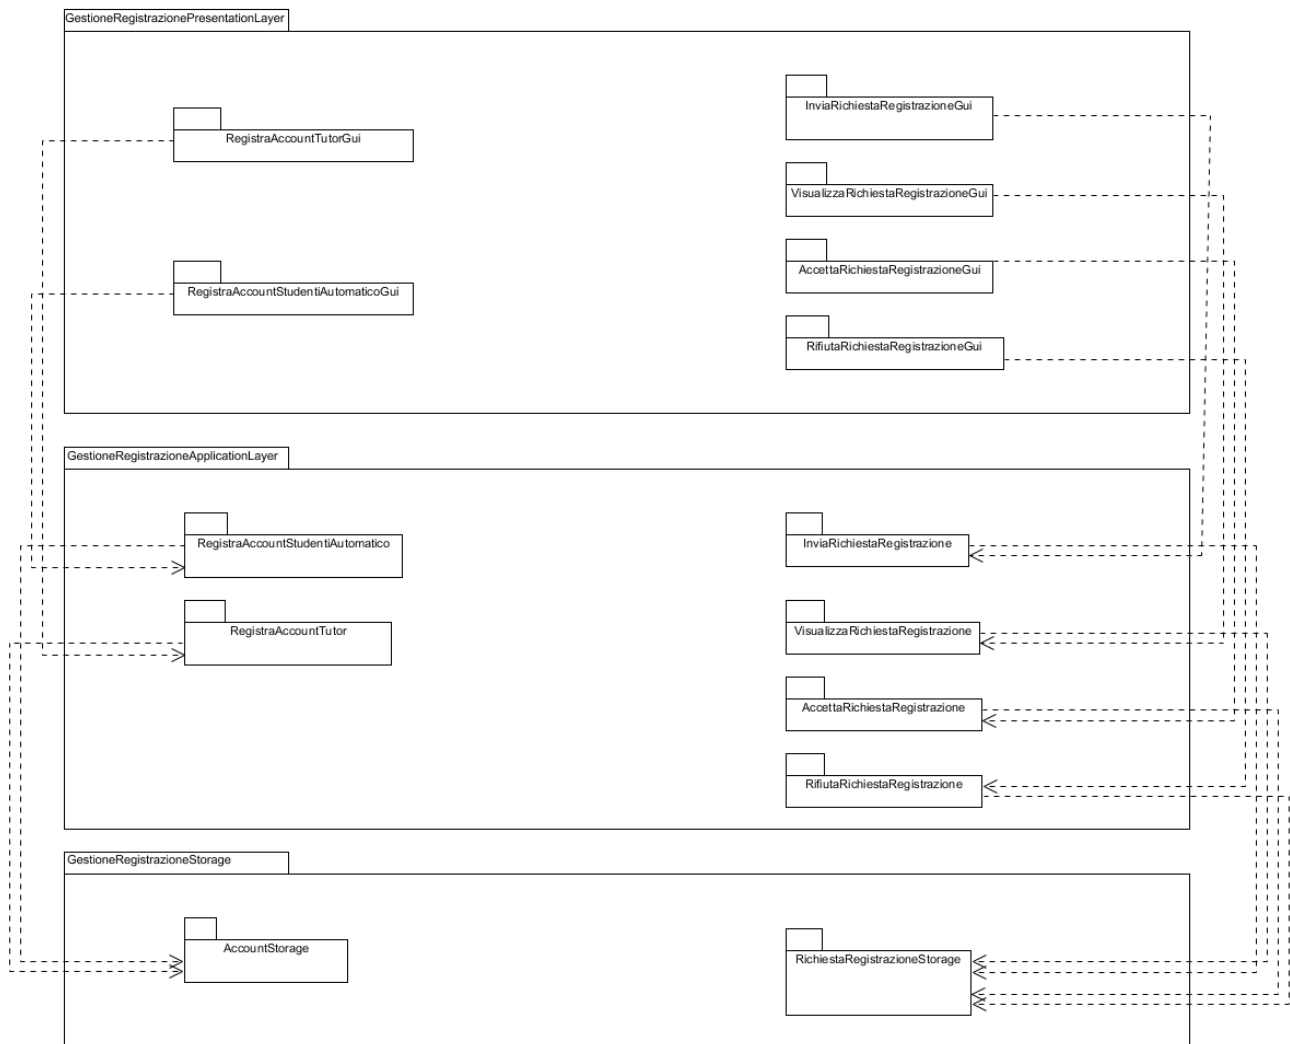 GestioneRegistrazionePresentationLayer
InviaRichiestaRegistrazioneGui
RegistraAccountTutorGui
VisualizzaRichiestaRegistrazioneGui
AccettaRichiestaRegistrazioneGui
RegistraAccountStudentiAutomaticoGui
RifiutaRichiestaRegistrazioneGui
GestioneRegistrazioneApplicationLayer
RegistraAccountStudentiAutomatico
InviaRichiestaRegistrazione
RegistraAccountTutor
VisualizzaRichiestaRegistrazione
AccettaRichiestaRegistrazione
RifiutaRichiestaRegistrazione
GestioneRegistrazioneStorage
AccountStorage
RichiestaRegistrazioneStorage